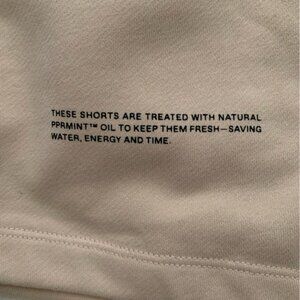 THESE SHORTS ARE TREATED WITH NATURAL
PPRMINT™ OIL TO KEEP THEM FRESH—SAVING
WATER, ENERGY AND TIME.